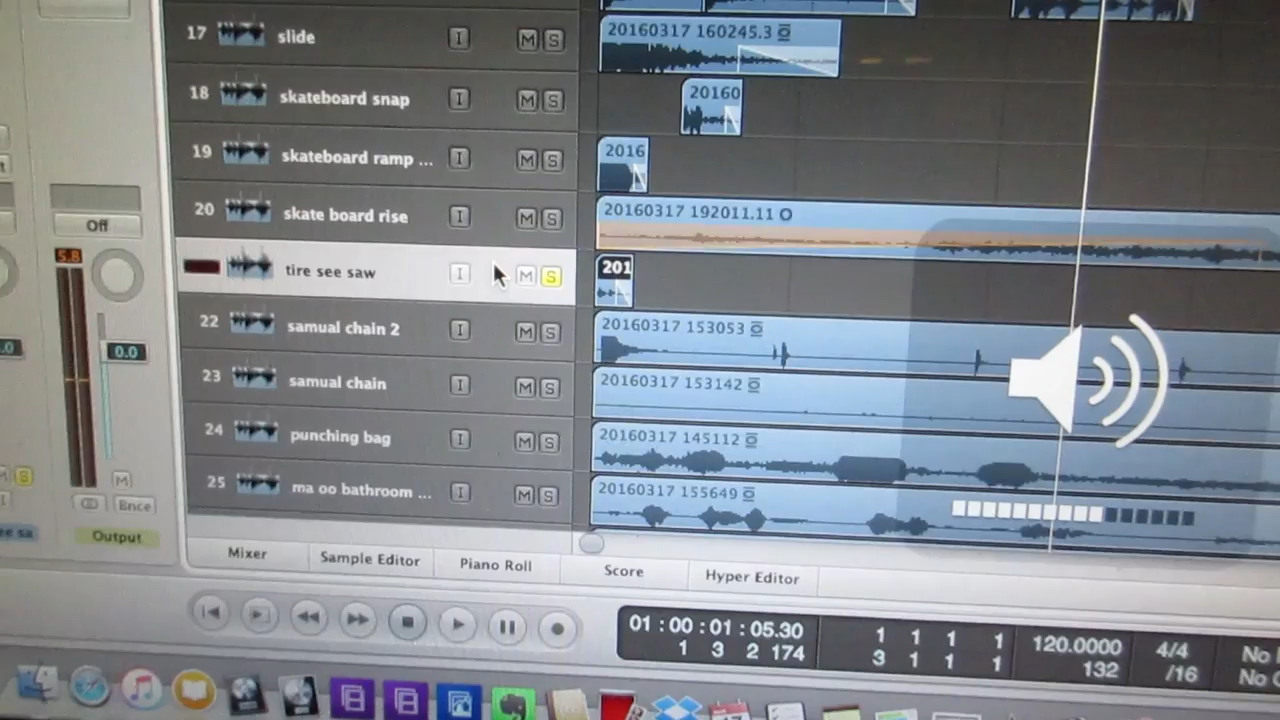 17 slide I M S 20160317 160245.3
18 skateboard snap I M S 20160
19 skateboard ramp ... I M S 2016
20 skate board rise I M S 20160317 192011.11
tire see saw I M S 201
22 samual chain 2 I M S 20160317 153053
23 samual chain I M S 20160317 153142
24 punching bag I M S 20160317 145112
25 ma oo bathroom ... I M S 20160317 155649
Off
5.8
0.0
M
S
Bnce
Output
Mixer Sample Editor Piano Roll Score Hyper Editor
01:00:01:05.30 1 1 1 1 120.0000 4/4 No
1 3 2 174 3 1 1 1 132 /16 No